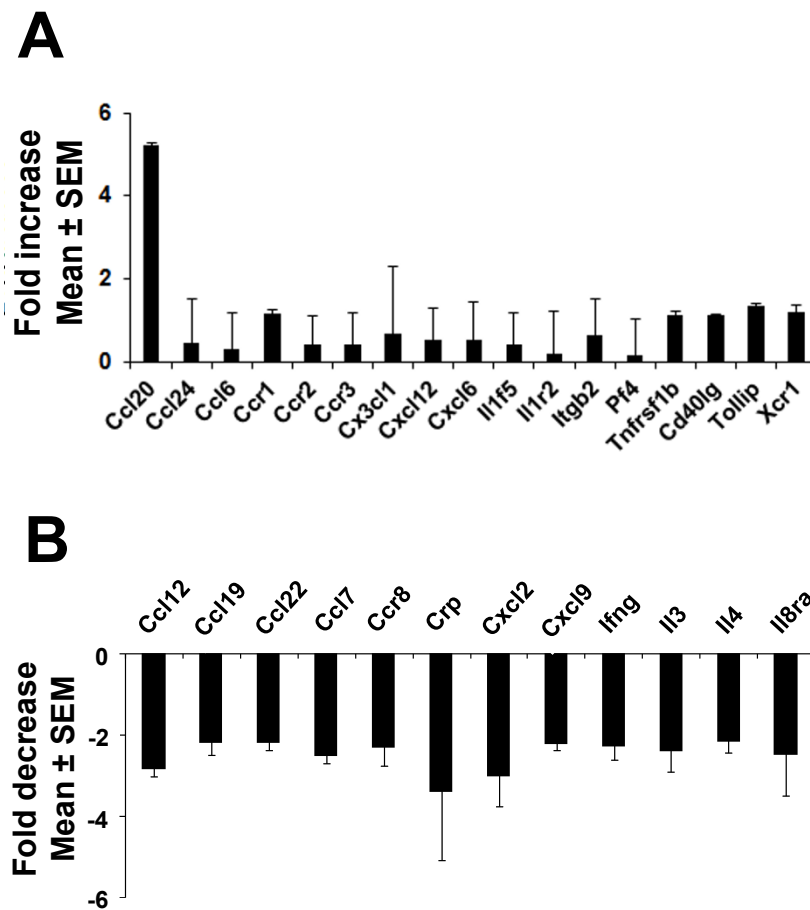 A
Fold increase
Mean ± SEM
6
4
2
0
Ccl20
Ccl24
Ccl6
Ccr1
Ccr2
Ccr3
Cx3cl1
Cxcl12
Cxcl6
Il1f5
Il1r2
Itgb2
Pf4
Tnfrsf1b
Cd40lg
Tollip
Xcr1
B
Ccl12
Ccl19
Ccl22
Ccl7
Ccr8
Crp
Cxcl2
Cxcl9
Ifng
Il3
Il4
Il8ra
Fold decrease
Mean ± SEM
0
-2
-4
-6